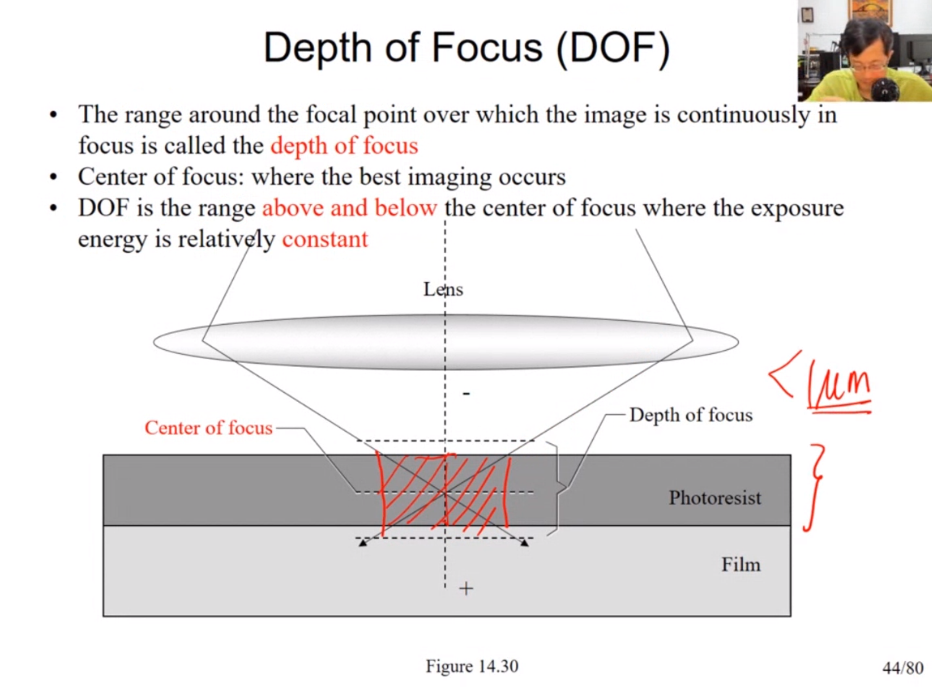 Depth of Focus (DOF)
• The range around the focal point over which the image is continuously in
focus is called the depth of focus
• Center of focus: where the best imaging occurs
• DOF is the range above and below the center of focus where the exposure
energy is relatively constant
Lens
-
< 1μm
Depth of focus
Center of focus
Photoresist
Film
+
Figure 14.30
44/80